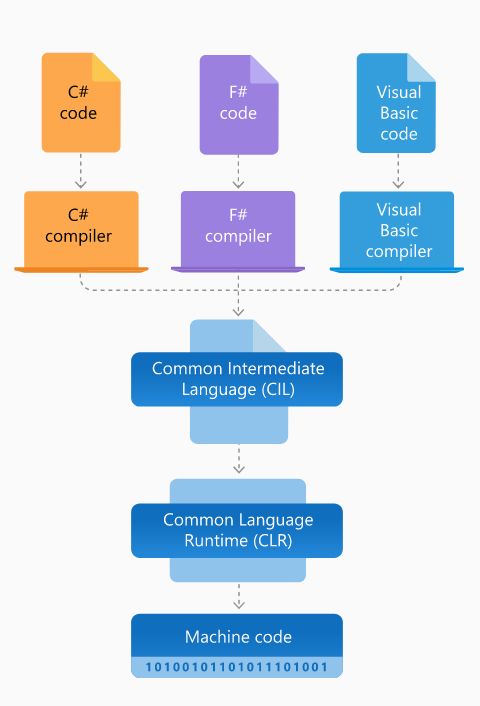 C#
code
F#
code
Visual
Basic
code
C#
compiler
F#
compiler
Visual
Basic
compiler
Common Intermediate
Language (CIL)
Common Language
Runtime (CLR)
Machine code
10100101101011101001